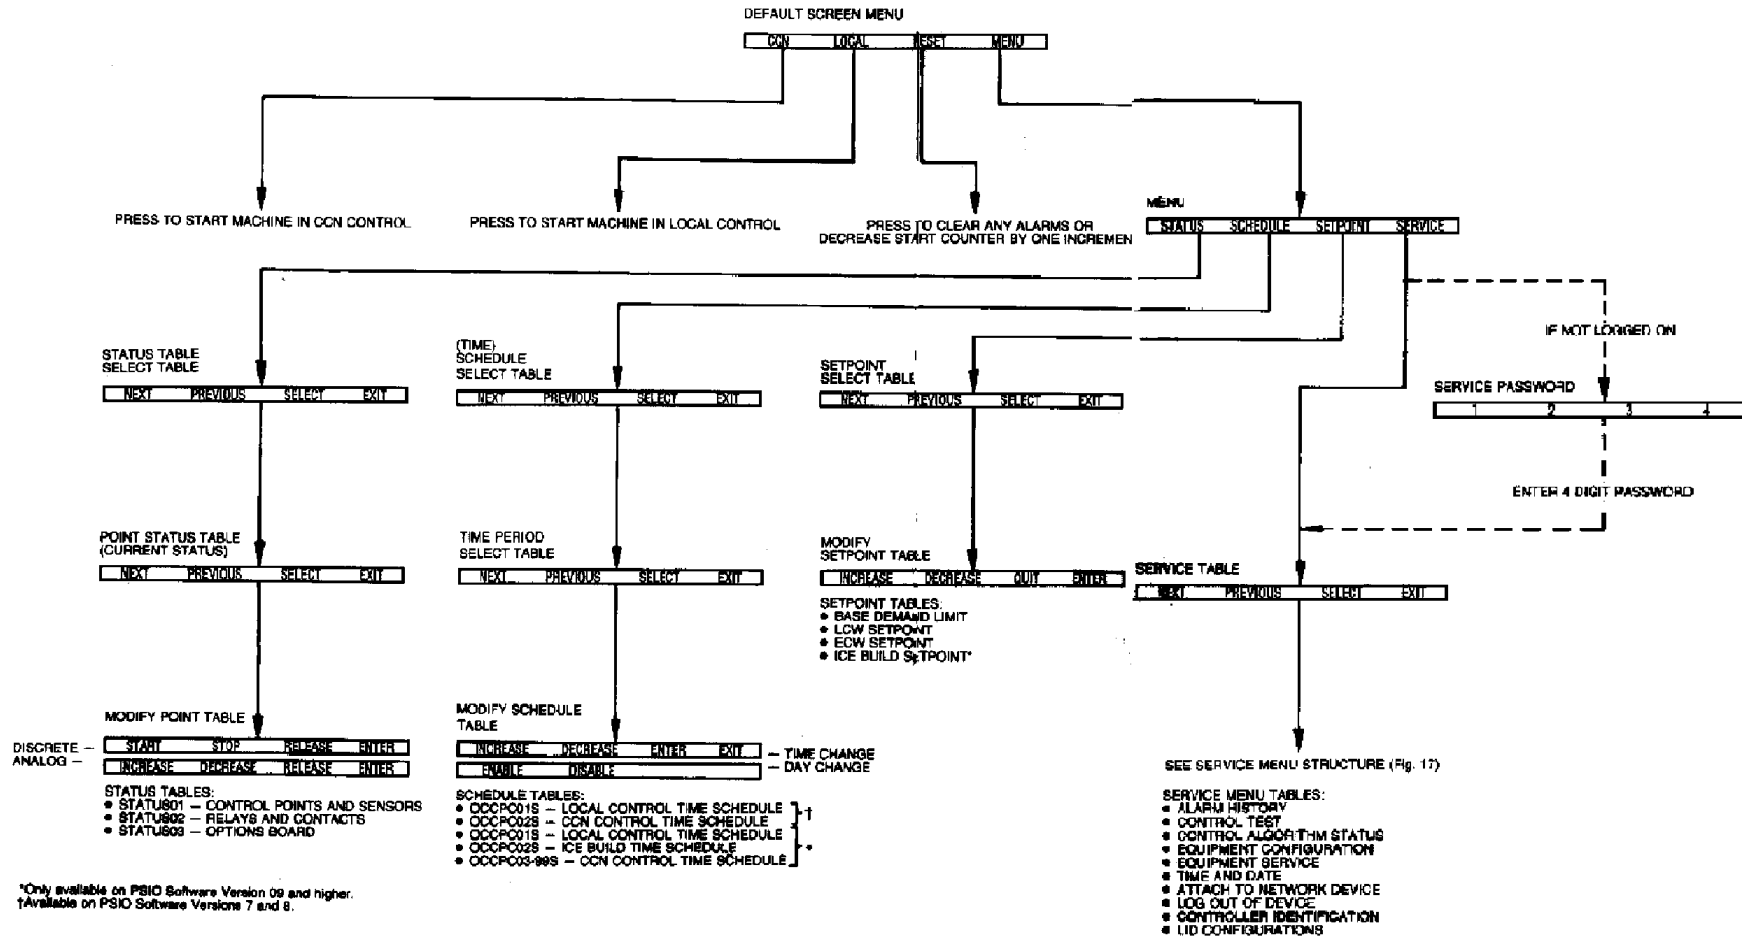 DEFAULT SCREEN MENU
CCN LOCAL RESET MENU
PRESS TO START MACHINE IN CCN CONTROL
PRESS TO START MACHINE IN LOCAL CONTROL
PRESS TO CLEAR ANY ALARMS OR
DECREASE START COUNTER BY ONE INCREMEN
MENU
STATUS SCHEDULE SETPOINT SERVICE
IF NOT LOGGED ON
SERVICE PASSWORD
1 2 3 4
ENTER 4 DIGIT PASSWORD
STATUS TABLE
SELECT TABLE
NEXT PREVIOUS SELECT EXIT
(TIME)
SCHEDULE
SELECT TABLE
NEXT PREVIOUS SELECT EXIT
SETPOINT
SELECT TABLE
NEXT PREVIOUS SELECT EXIT
POINT STATUS TABLE
(CURRENT STATUS)
NEXT PREVIOUS SELECT EXIT
TIME PERIOD
SELECT TABLE
NEXT PREVIOUS SELECT EXIT
MODIFY
SETPOINT TABLE
INCREASE DECREASE QUIT ENTER
SETPOINT TABLES:
● BASE DEMAND LIMIT
● LCW SETPOINT
● ECW SETPOINT
● ICE BUILD SETPOINT*
SERVICE TABLE
NEXT PREVIOUS SELECT EXIT
MODIFY POINT TABLE
DISCRETE — START STOP RELEASE ENTER
ANALOG — INCREASE DECREASE RELEASE ENTER
STATUS TABLES:
● STATUS01 — CONTROL POINTS AND SENSORS
● STATUS02 — RELAYS AND CONTACTS
● STATUS03 — OPTIONS BOARD
MODIFY SCHEDULE
TABLE
INCREASE DECREASE ENTER EXIT — TIME CHANGE
ENABLE DISABLE — DAY CHANGE
SCHEDULE TABLES:
● OCCPC01S — LOCAL CONTROL TIME SCHEDULE
● OCCPC02S — CCN CONTROL TIME SCHEDULE †
● OCCPC01S — LOCAL CONTROL TIME SCHEDULE
● OCCPC02S — ICE BUILD TIME SCHEDULE *
● OCCPC03-99S — CCN CONTROL TIME SCHEDULE
SEE SERVICE MENU STRUCTURE (Fig. 17)
SERVICE MENU TABLES:
● ALARM HISTORY
● CONTROL TEST
● CONTROL ALGORITHM STATUS
● EQUIPMENT CONFIGURATION
● EQUIPMENT SERVICE
● TIME AND DATE
● ATTACH TO NETWORK DEVICE
● LOG OUT OF DEVICE
● CONTROLLER IDENTIFICATION
● LID CONFIGURATIONS
*Only available on PSIO Software Version 09 and higher.
†Available on PSIO Software Versions 7 and 8.